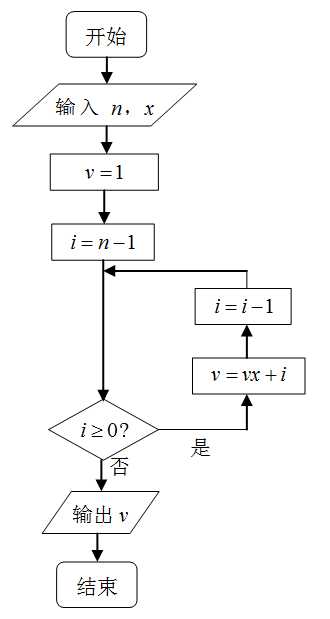 开始
输入 n，x
v=1
i=n−1
i=i−1
v=vx+i
i≥0?
是
否
输出 v
结束